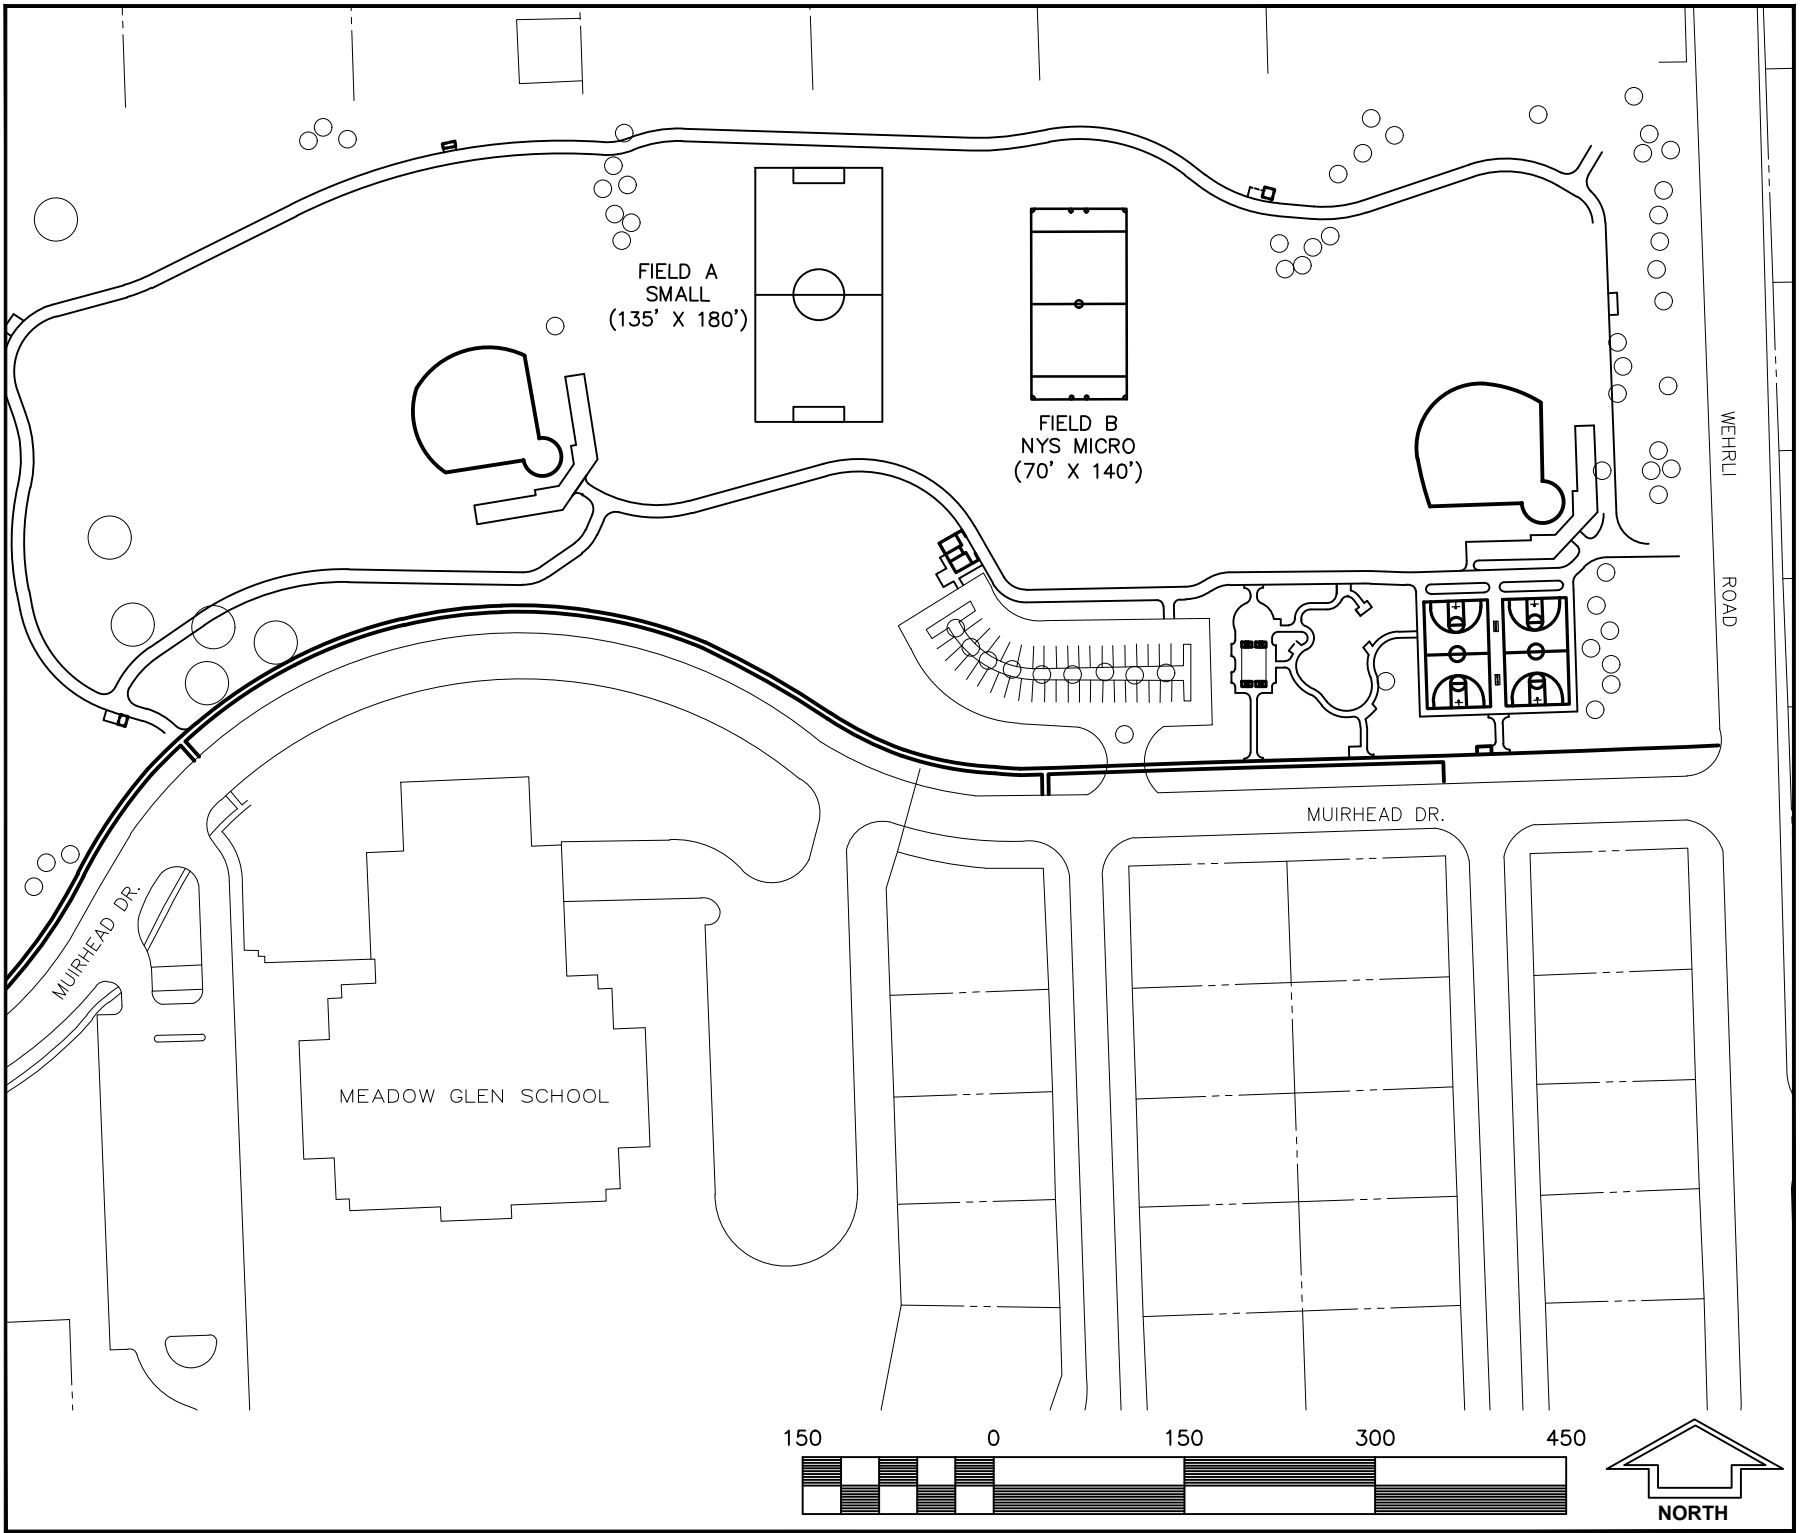 FIELD A
SMALL
(135' X 180')
FIELD B
NYS MICRO
(70' X 140')
WEHRLI ROAD
MUIRHEAD DR.
MUIRHEAD DR.
MEADOW GLEN SCHOOL
150 0 150 300 450
NORTH